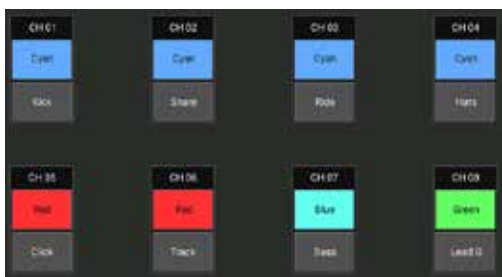 CH 01 CH 02 CH 03 CH 04
Cyan Cyan Cyan Cyan
Kick Snare Ride Hats
CH 05 CH 06 CH 07 CH 08
Red Red Blue Green
Click Track Bass Lead G